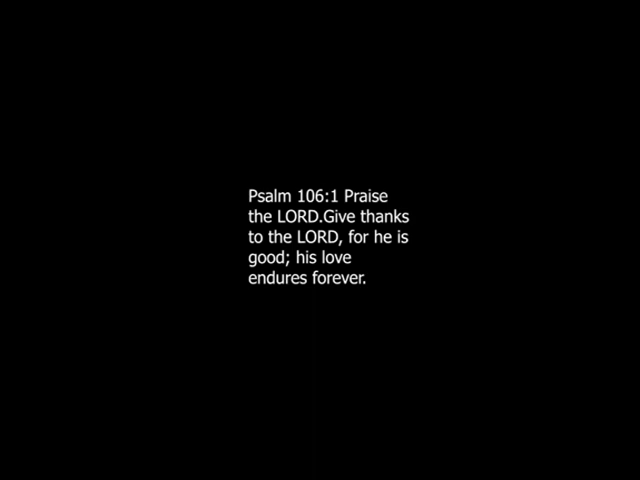 Psalm 106:1 Praise
the LORD.Give thanks
to the LORD, for he is
good; his love
endures forever.